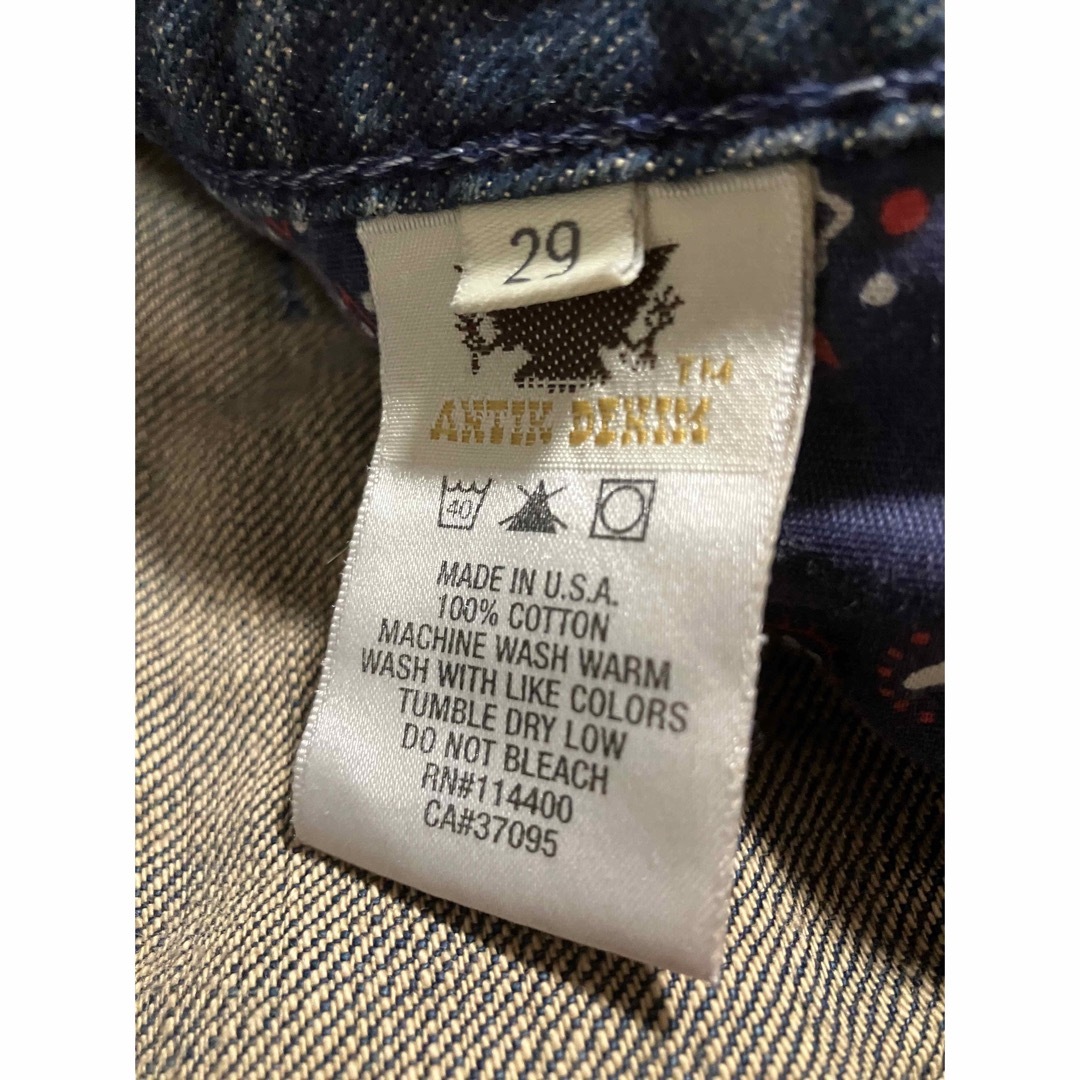 29
TM
ANTIK DENIM
40
MADE IN U.S.A.
100% COTTON
MACHINE WASH WARM
WASH WITH LIKE COLORS
TUMBLE DRY LOW
DO NOT BLEACH
RN#114400
CA#37095